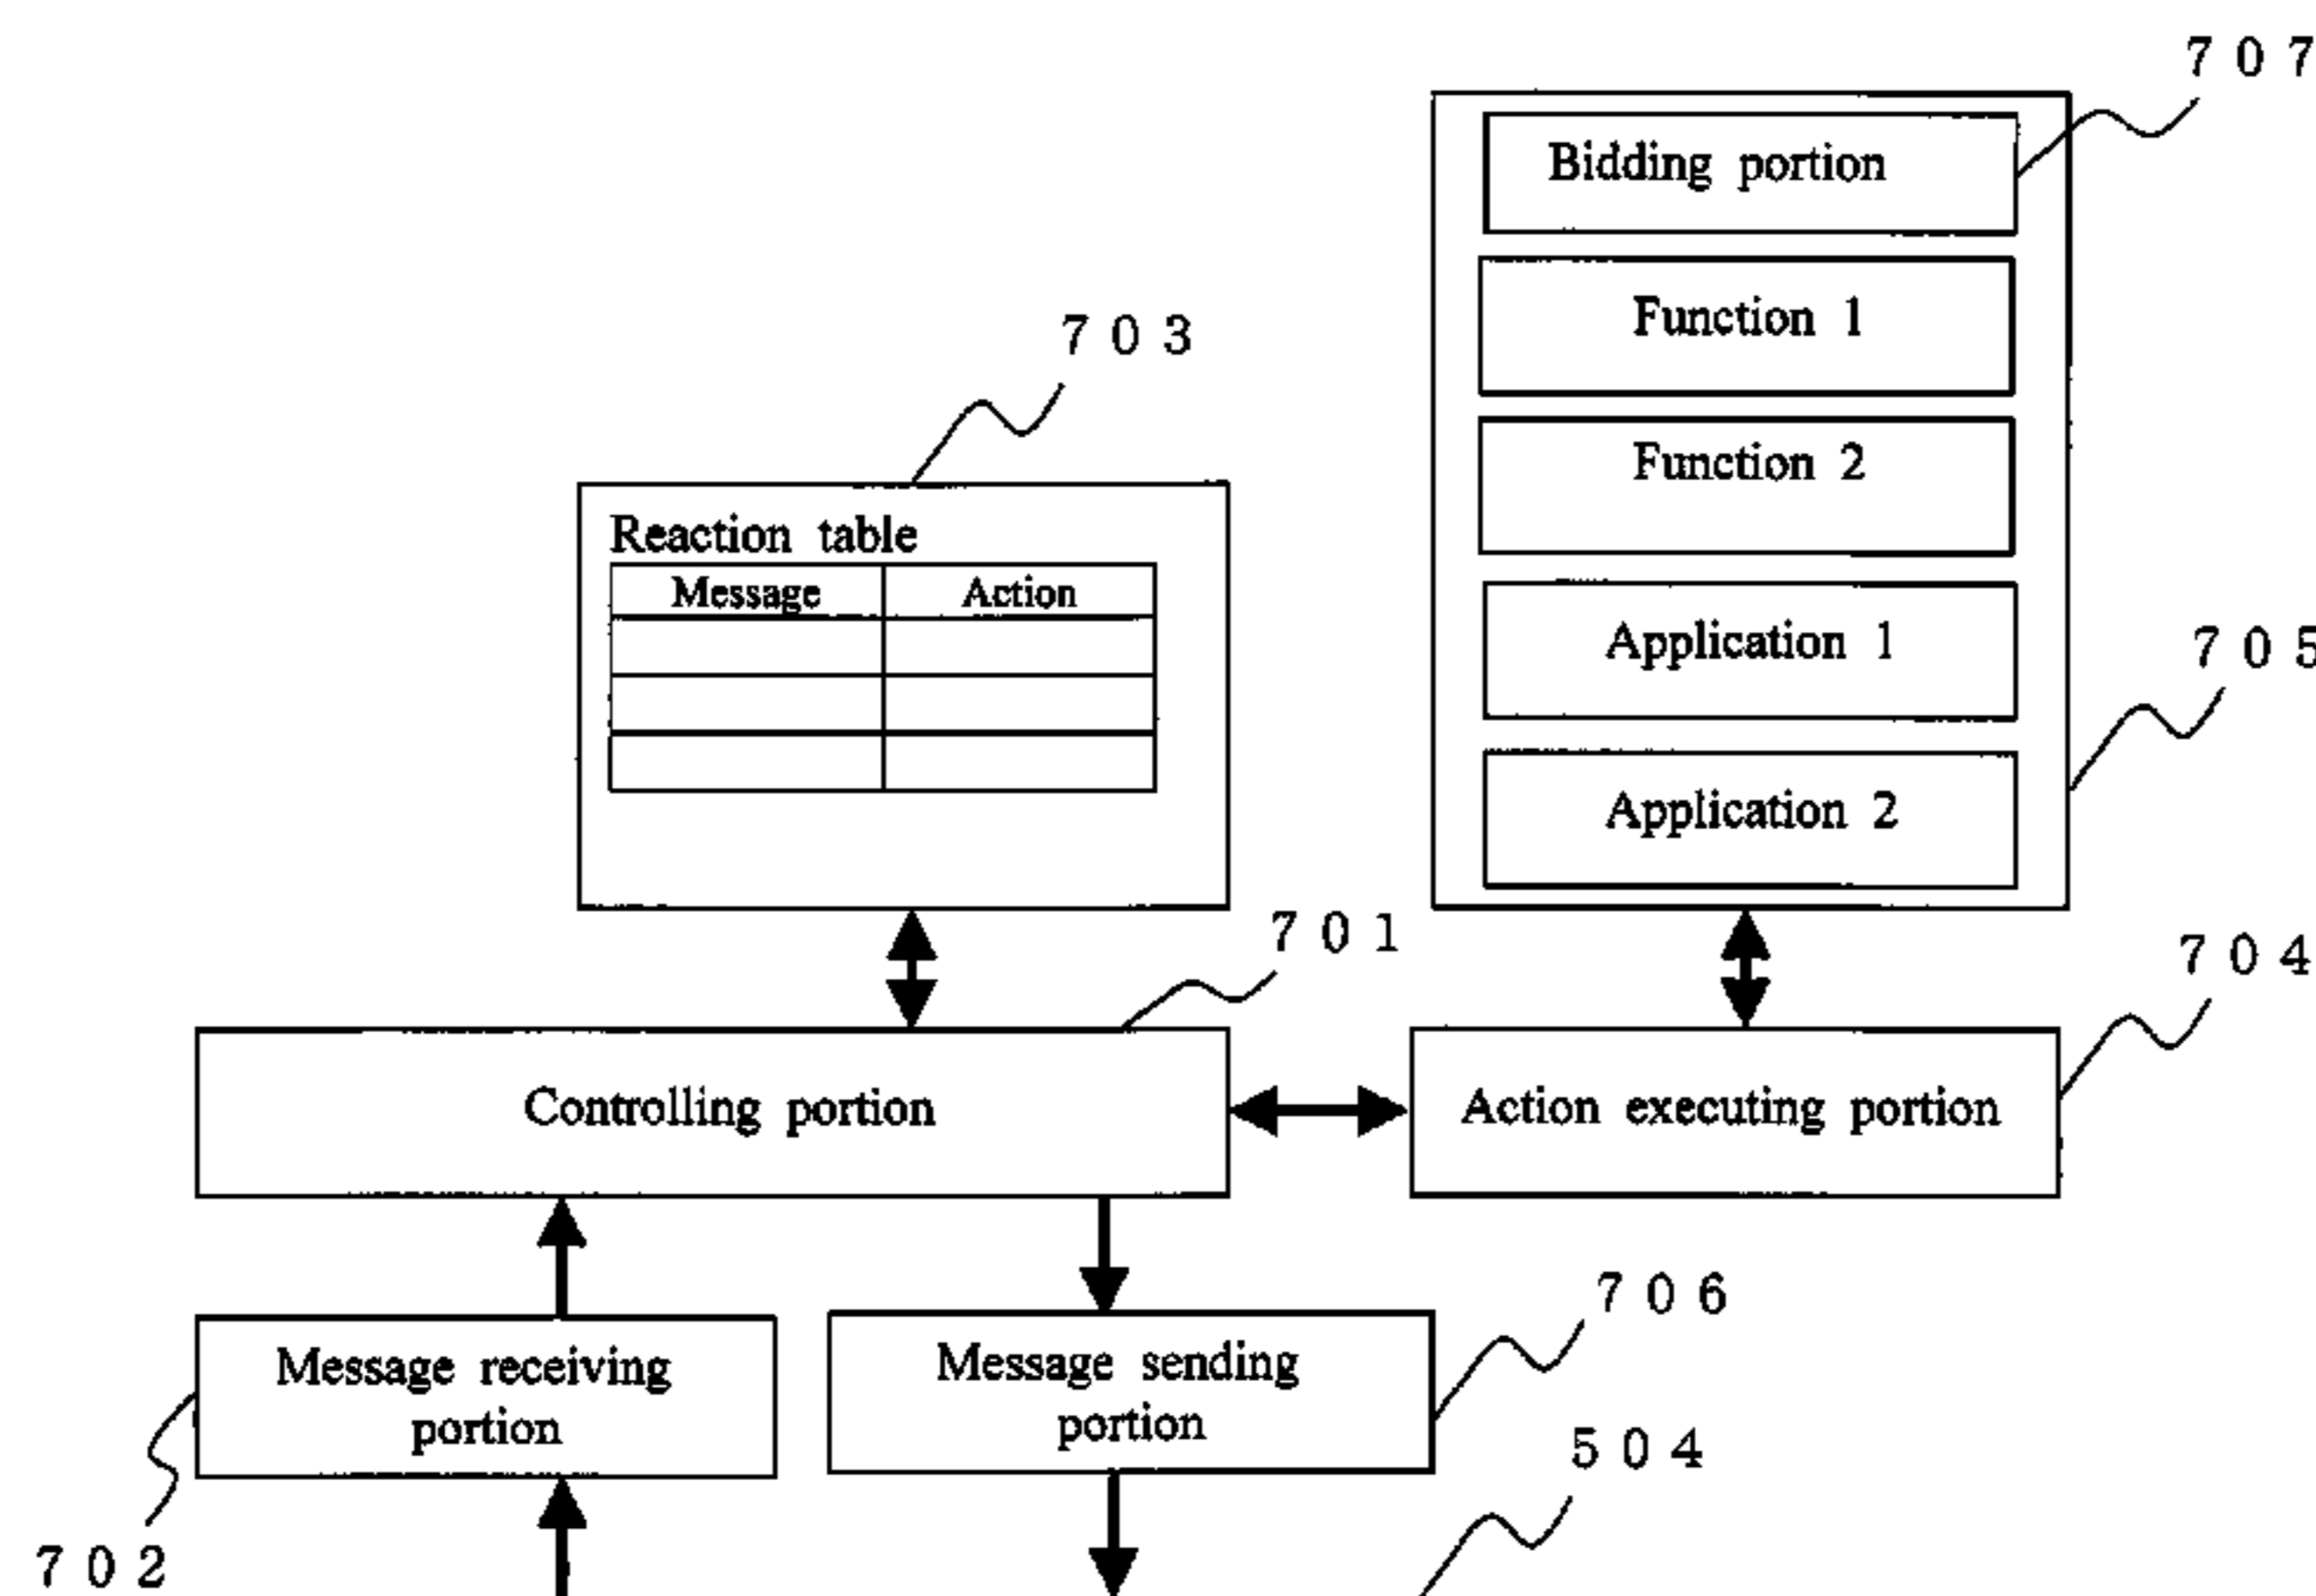 7 0 7
Bidding portion
Function 1
7 0 3
Function 2
Reaction table
Message Action
Application 1
7 0 5
Application 2
7 0 1
7 0 4
Controlling portion
Action executing portion
7 0 6
Message receiving
portion
Message sending
portion
5 0 4
7 0 2